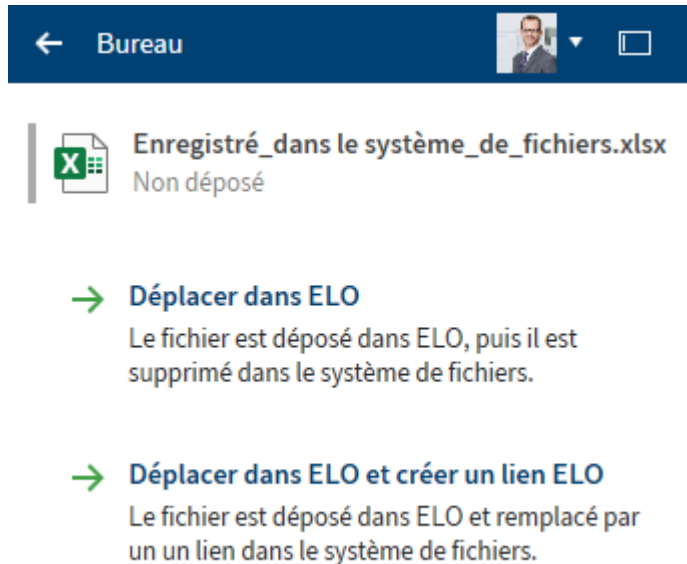 Bureau
Enregistré_dans le système_de_fichiers.xlsx
Non déposé
Déplacer dans ELO
Le fichier est déposé dans ELO, puis il est
supprimé dans le système de fichiers.
Déplacer dans ELO et créer un lien ELO
Le fichier est déposé dans ELO et remplacé par
un un lien dans le système de fichiers.